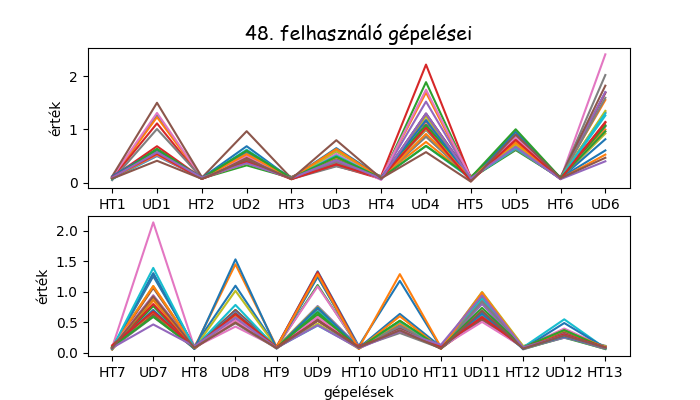 48. felhasználó gépelései
érték
2
1
0
HT1 UD1 HT2 UD2 HT3 UD3 HT4 UD4 HT5 UD5 HT6 UD6
érték
2.0
1.5
1.0
0.5
0.0
HT7 UD7 HT8 UD8 HT9 UD9 HT10 UD10 HT11 UD11 HT12 UD12 HT13
gépelések